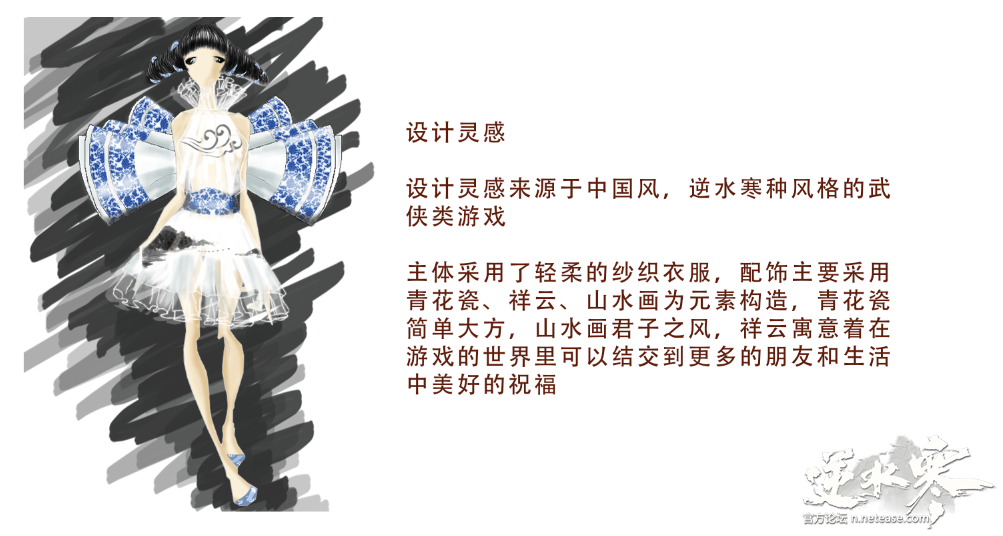 设计灵感
设计灵感来源于中国风，逆水寒种风格的武
侠类游戏
主体采用了轻柔的纱织衣服，配饰主要采用
青花瓷、祥云、山水画为元素构造，青花瓷
简单大方，山水画君子之风，祥云寓意着在
游戏的世界里可以结交到更多的朋友和生活
中美好的祝福
逆水寒
官方论坛 n.netease.com